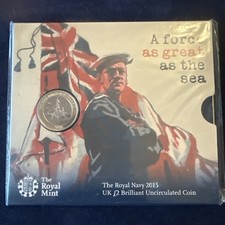 A force
as great
as the
sea
The
Royal
Mint
The Royal Navy 2015
UK £2 Brilliant Uncirculated Coin